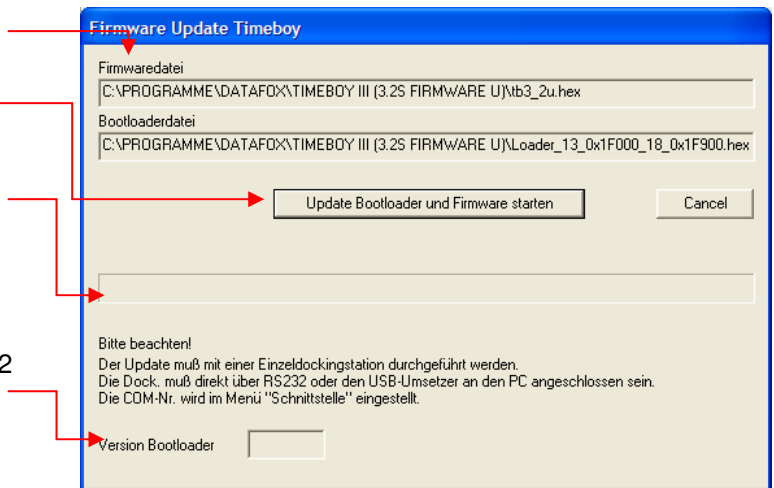 Firmware Update Timeboy
Firmwaredatei
C:\PROGRAMME\DATAFOX\TIMEBOY III (3.2S FIRMWARE U)\tb3_2u.hex
Bootloaderdatei
C:\PROGRAMME\DATAFOX\TIMEBOY III (3.2S FIRMWARE U)\Loader_13_0x1F000_18_0x1F900.hex
Update Bootloader und Firmware starten
Cancel
Bitte beachten!
2
Der Update muß mit einer Einzeldockingstation durchgeführt werden.
Die Dock. muß direkt über RS232 oder den USB-Umsetzer an den PC angeschlossen sein.
Die COM-Nr. wird im Menü "Schnittstelle" eingestellt.
Version Bootloader